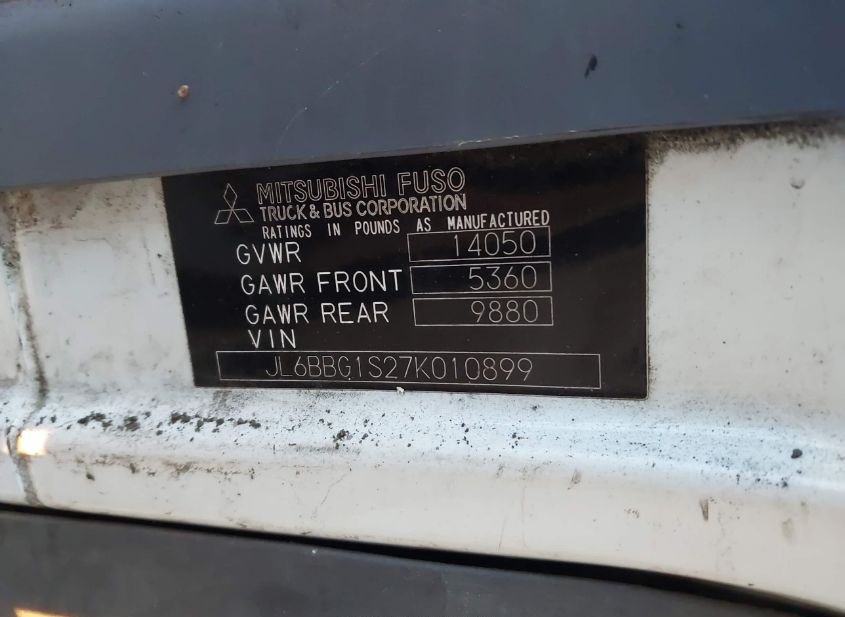 MITSUBISHI FUSO
TRUCK & BUS CORPORATION
RATINGS IN POUNDS AS MANUFACTURED
GVWR 14050
GAWR FRONT 5360
GAWR REAR 9880
VIN
JL6BBG1S27K010899